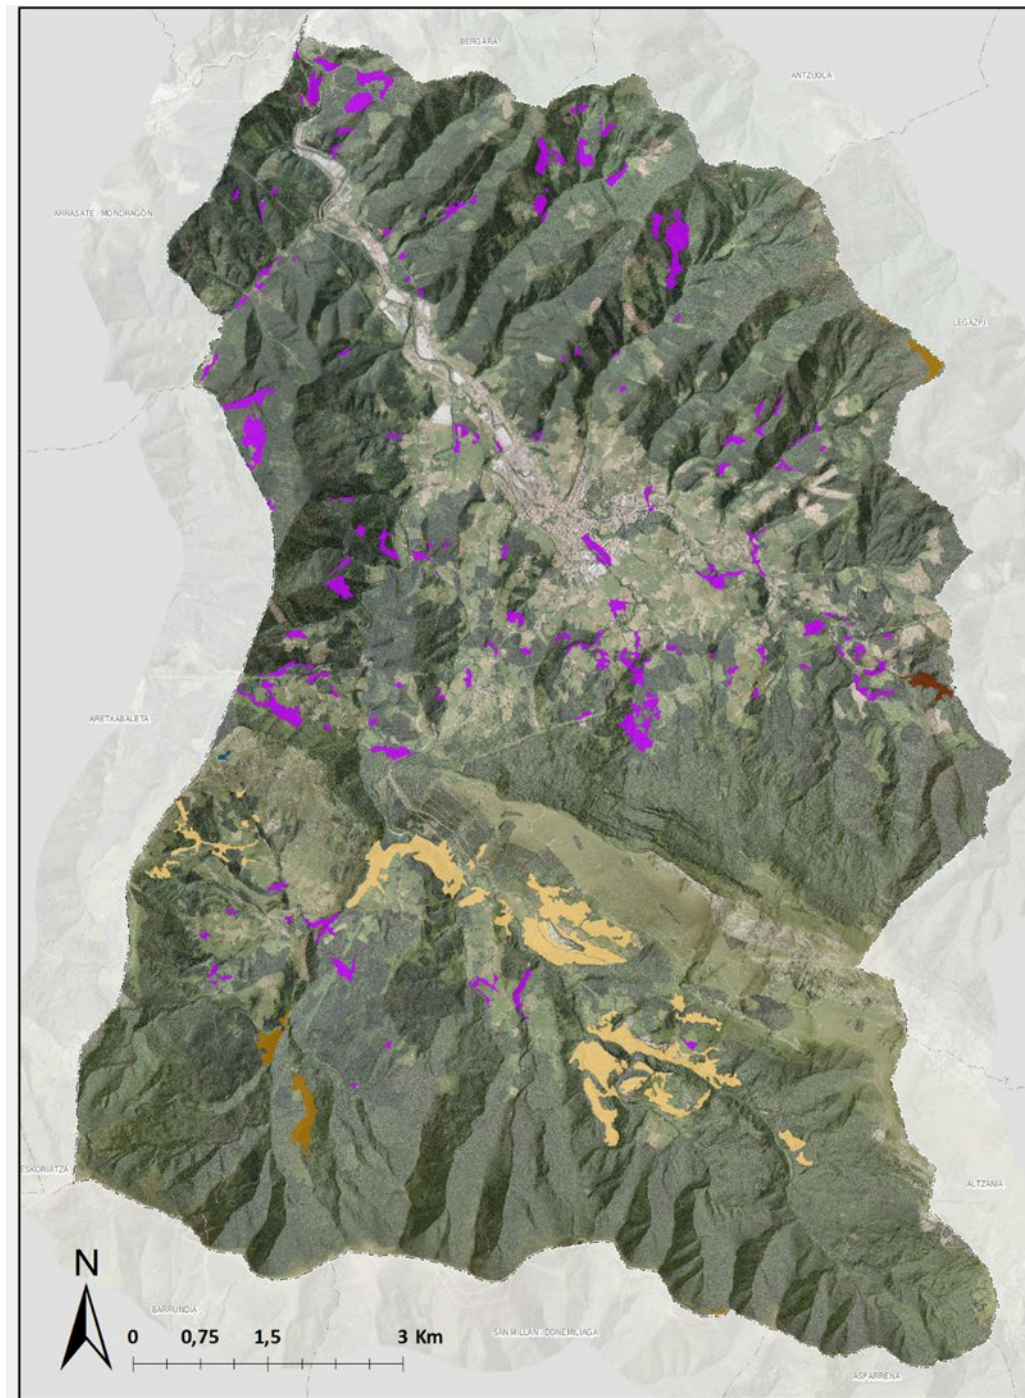 BERGARA
ANTZUOLA
ARRASATE / MONDRAGÓN
LEGAZPI
ARETXABALETA
ESKORIATZA
ALTZANIA
N
BARRUNDIA
0 0,75 1,5 3 Km
SAN MILLÁN / DONEMILIAGA
ASPARRENA